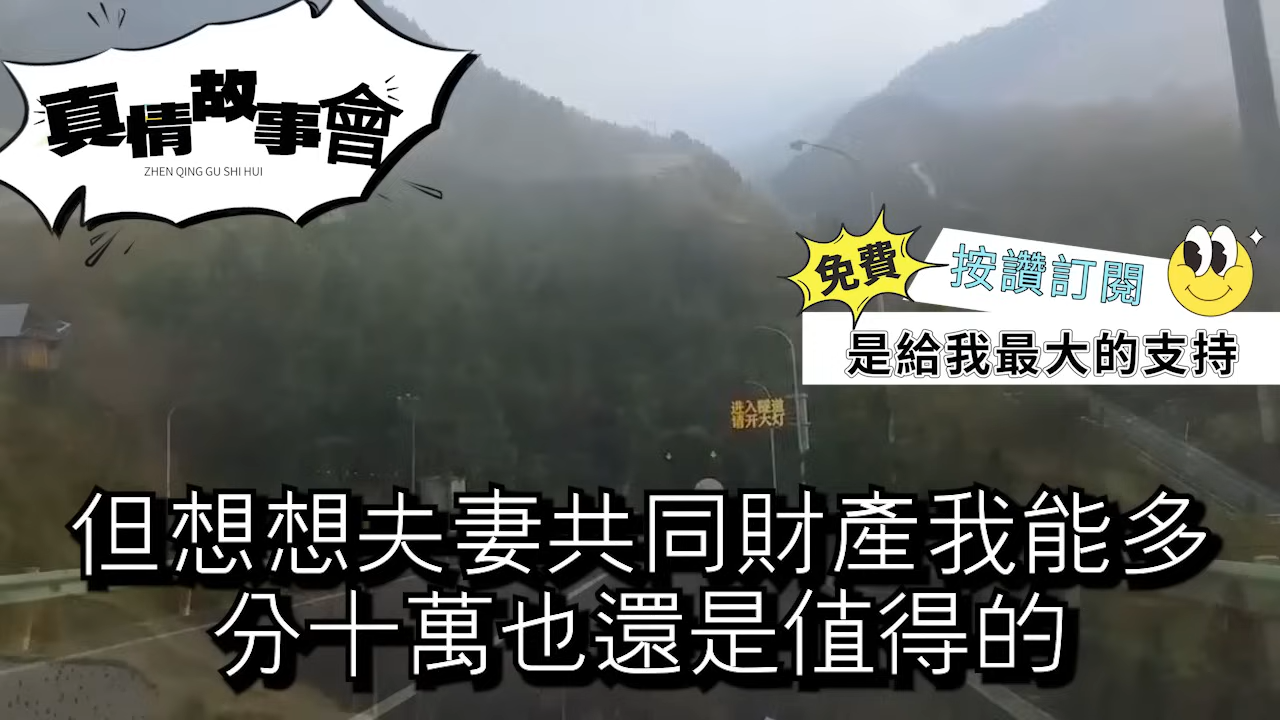 真情故事會
ZHEN QING GU SHI HUI
免費
按讚訂閱
是給我最大的支持
进入隧道
请开大灯
但想想夫妻共同財產我能多
分十萬也還是值得的